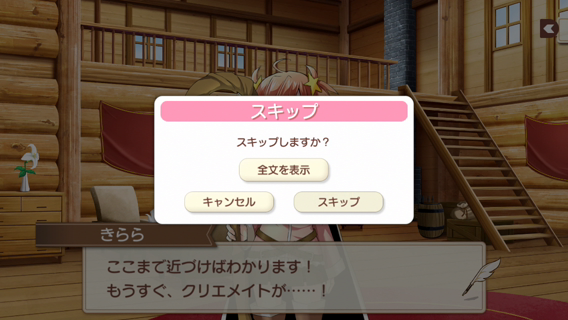 スキップ
スキップしますか？
全文を表示
キャンセル
スキップ
きらら
ここまで近づけばわかります！
もうすぐ、クリエメイトが……！